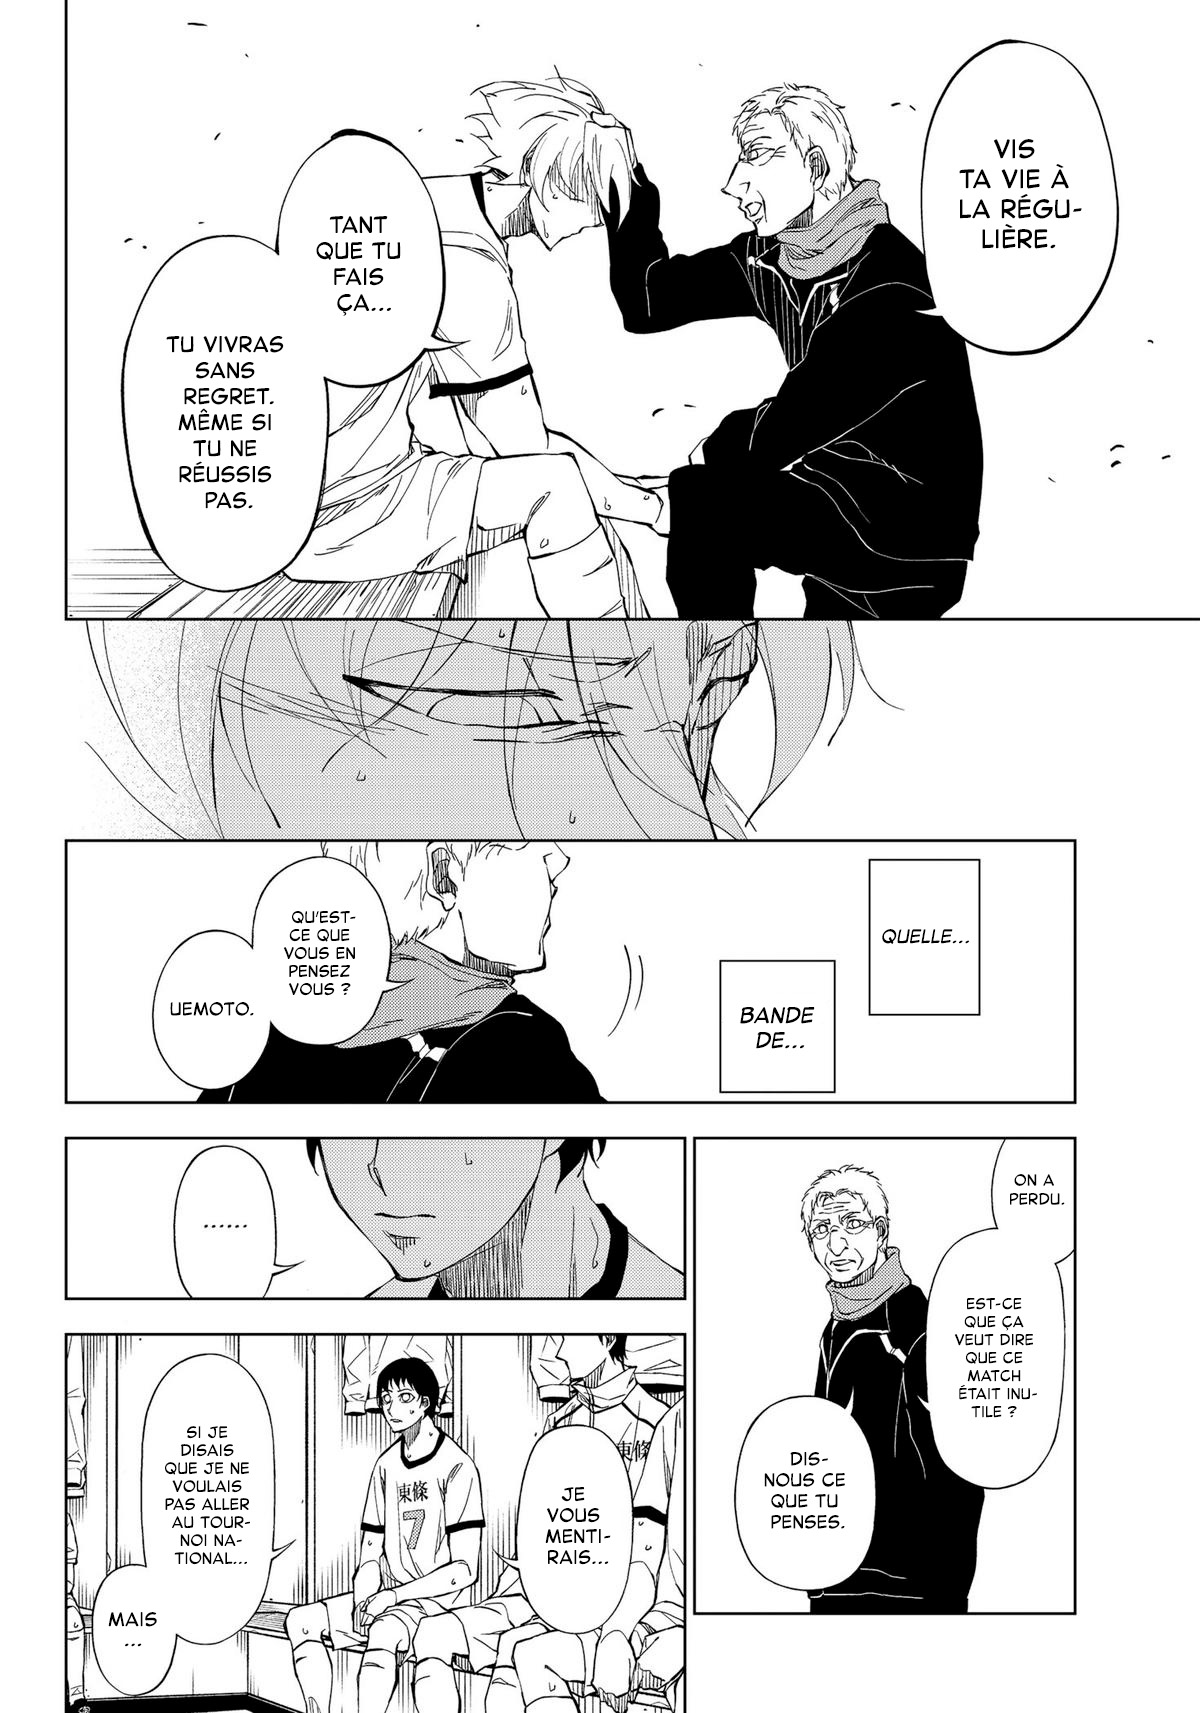 VIS
TA VIE À
LA RÉGU-
LIÈRE.
TANT
QUE TU
FAIS
ÇA...
TU VIVRAS
SANS
REGRET.
MÊME SI
TU NE
RÉUSSIS
PAS.
QUELLE...
BANDE
DE...
QU'EST-
CE QUE
VOUS EN
PENSEZ
VOUS ?
UEMOTO.
ON A
PERDU.
EST-CE
QUE ÇA
VEUT DIRE
QUE CE
MATCH
ÉTAIT INU-
TILE ?
DIS-
NOUS CE
QUE TU
PENSES.
......
JE
VOUS
MENTI-
RAIS...
東條
東條
7
SI JE
DISAIS
QUE JE NE
VOULAIS
PAS ALLER
AU TOUR-
NOI NA-
TIONAL...
MAIS
...